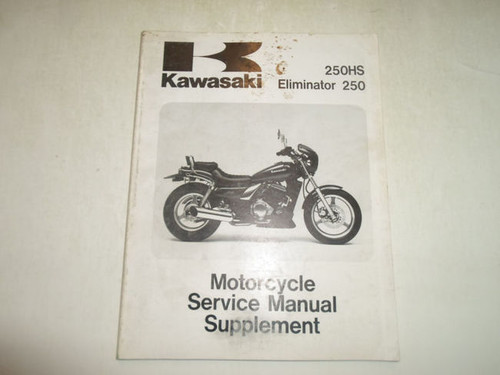 Kawasaki
250HS
Eliminator 250
Motorcycle
Service Manual
Supplement